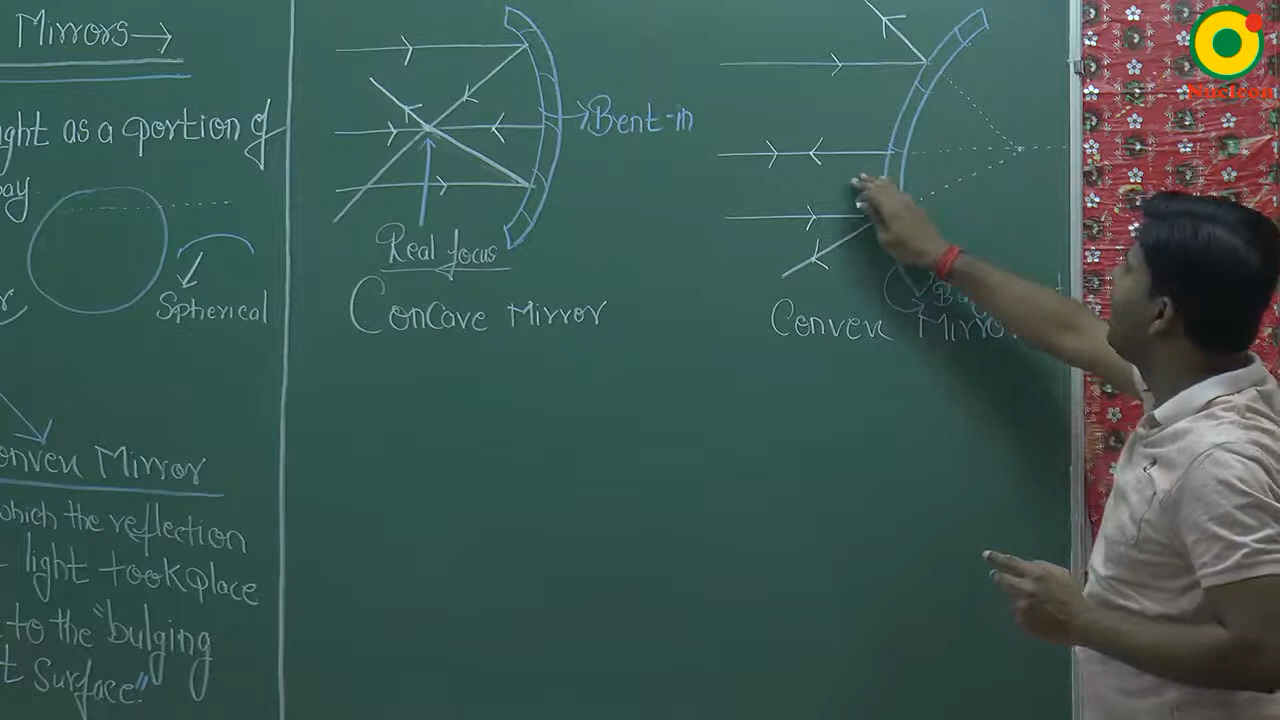 Mirrors
ght as a portion of
Spherical
onvex Mirror
which the reflection
light took place
to the "bulging
Surface"
Bent-in
Real focus
Concave Mirror
Convex Mirror
Nucleon